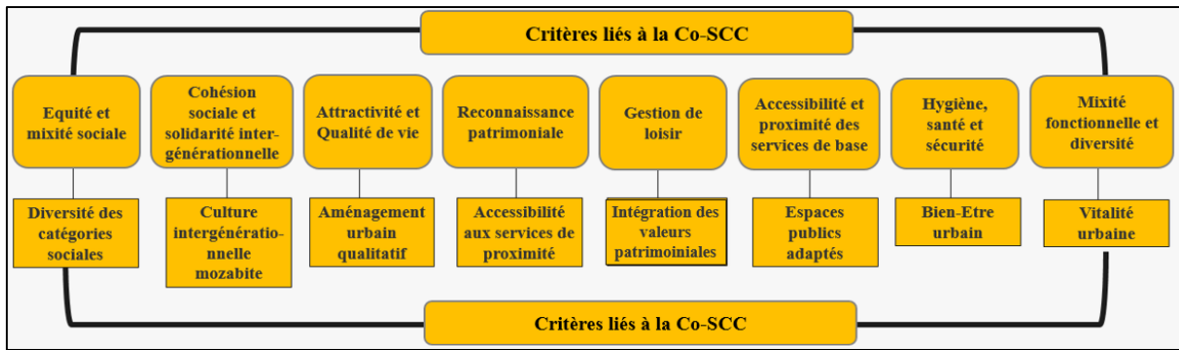 Critères liés à la Co-SCC
Equité et
mixité sociale
Cohésion
sociale et
solidarité inter-
générationnelle
Attractivité et
Qualité de vie
Reconnaissance
patrimoniale
Gestion de
loisir
Accessibilité et
proximité des
services de base
Hygiène,
santé et
sécurité
Mixité
fonctionnelle et
diversité
Diversité des
catégories
sociales
Culture
intergénératio-
nnelle
mozabite
Aménagement
urbain
qualitatif
Accessibilité
aux services de
proximité
Intégration des
valeurs
patrimoiniales
Espaces
publics
adaptés
Bien-Etre
urbain
Vitalité
urbaine
Critères liés à la Co-SCC